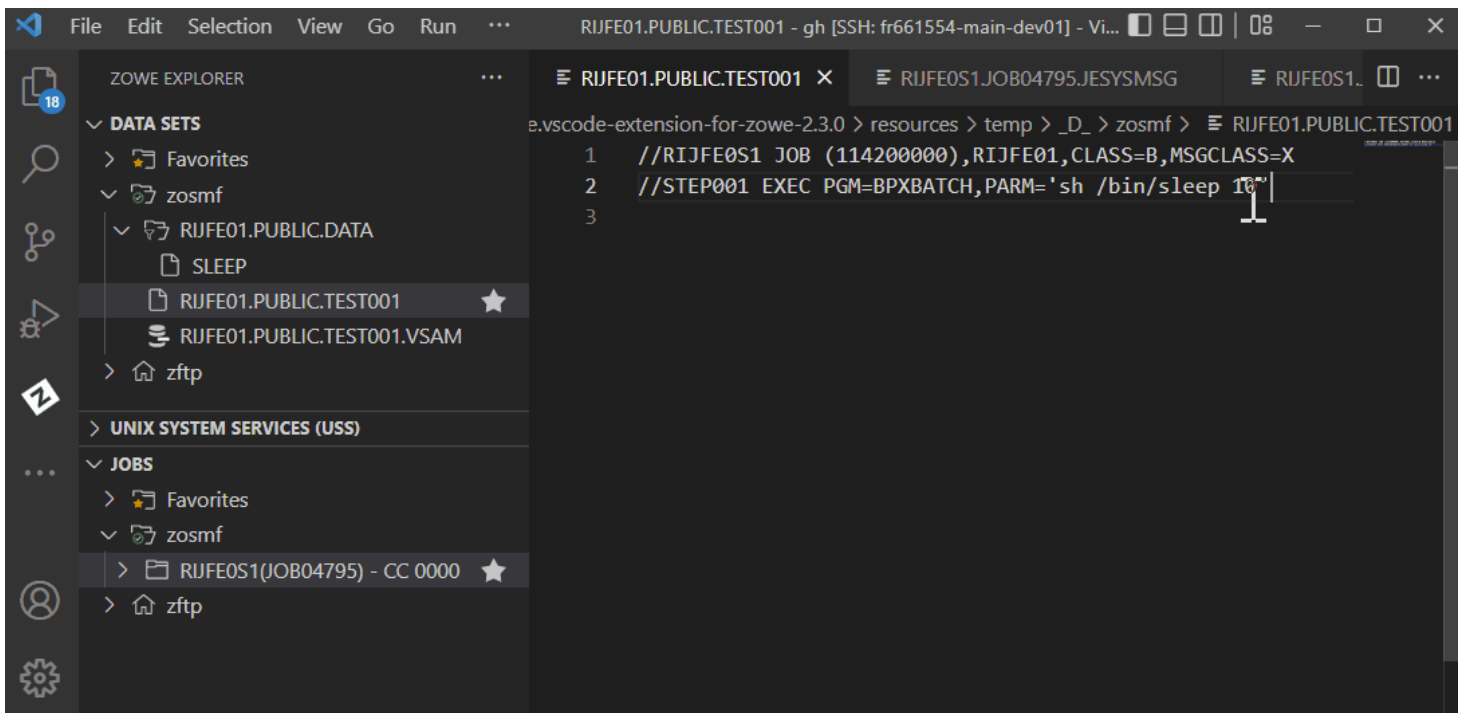 File Edit Selection View Go Run ··· RIJFE01.PUBLIC.TEST001 - gh [SSH: fr661554-main-dev01] - Vi...
18
ZOWE EXPLORER
DATA SETS
Favorites
zosmf
RIJFE01.PUBLIC.DATA
SLEEP
RIJFE01.PUBLIC.TEST001
RIJFE01.PUBLIC.TEST001.VSAM
zftp
UNIX SYSTEM SERVICES (USS)
JOBS
Favorites
zosmf
RIJFE0S1(JOB04795) - CC 0000
zftp
RIJFE01.PUBLIC.TEST001 RIJFE0S1.JOB04795.JESYSMSG RIJFE0S1.
e.vscode-extension-for-zowe-2.3.0 > resources > temp > _D_ > zosmf > RIJFE01.PUBLIC.TEST001
1 //RIJFE0S1 JOB (114200000),RIJFE01,CLASS=B,MSGCLASS=X
2 //STEP001 EXEC PGM=BPXBATCH,PARM='sh /bin/sleep 10'
3